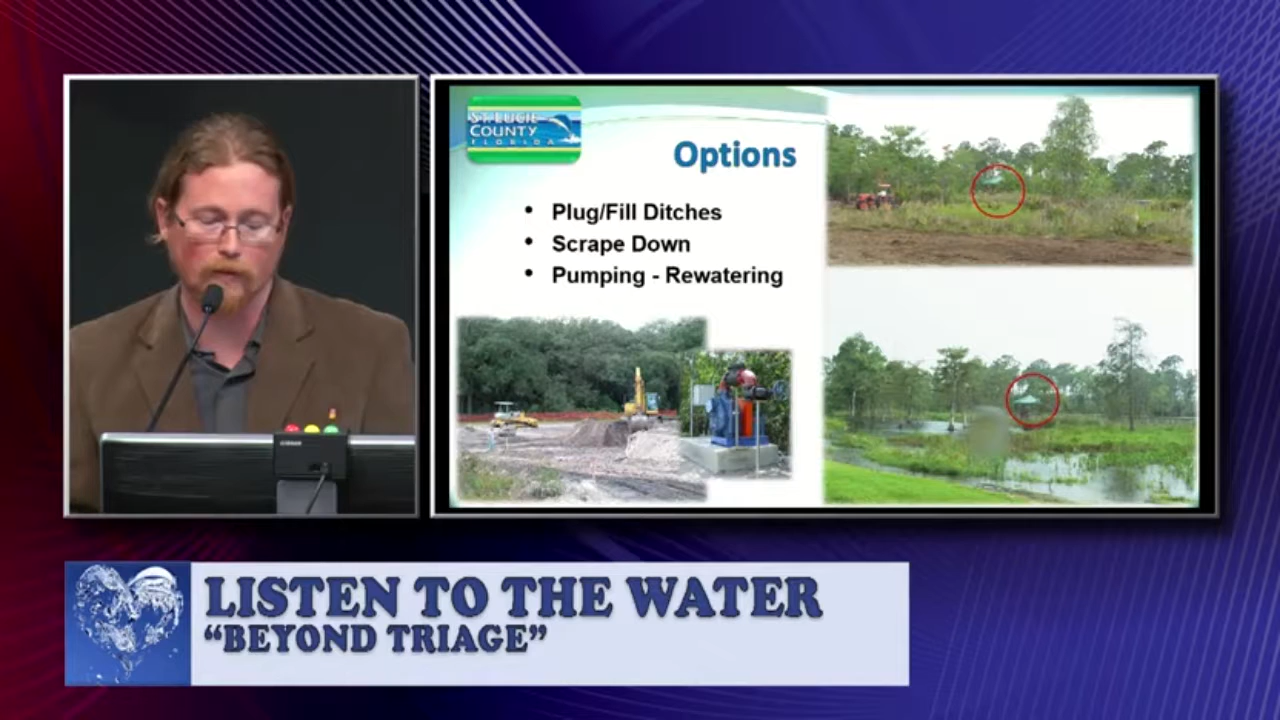 ST. LUCIE
COUNTY
FLORIDA
Options
• Plug/Fill Ditches
• Scrape Down
• Pumping - Rewatering
LISTEN TO THE WATER
“BEYOND TRIAGE”